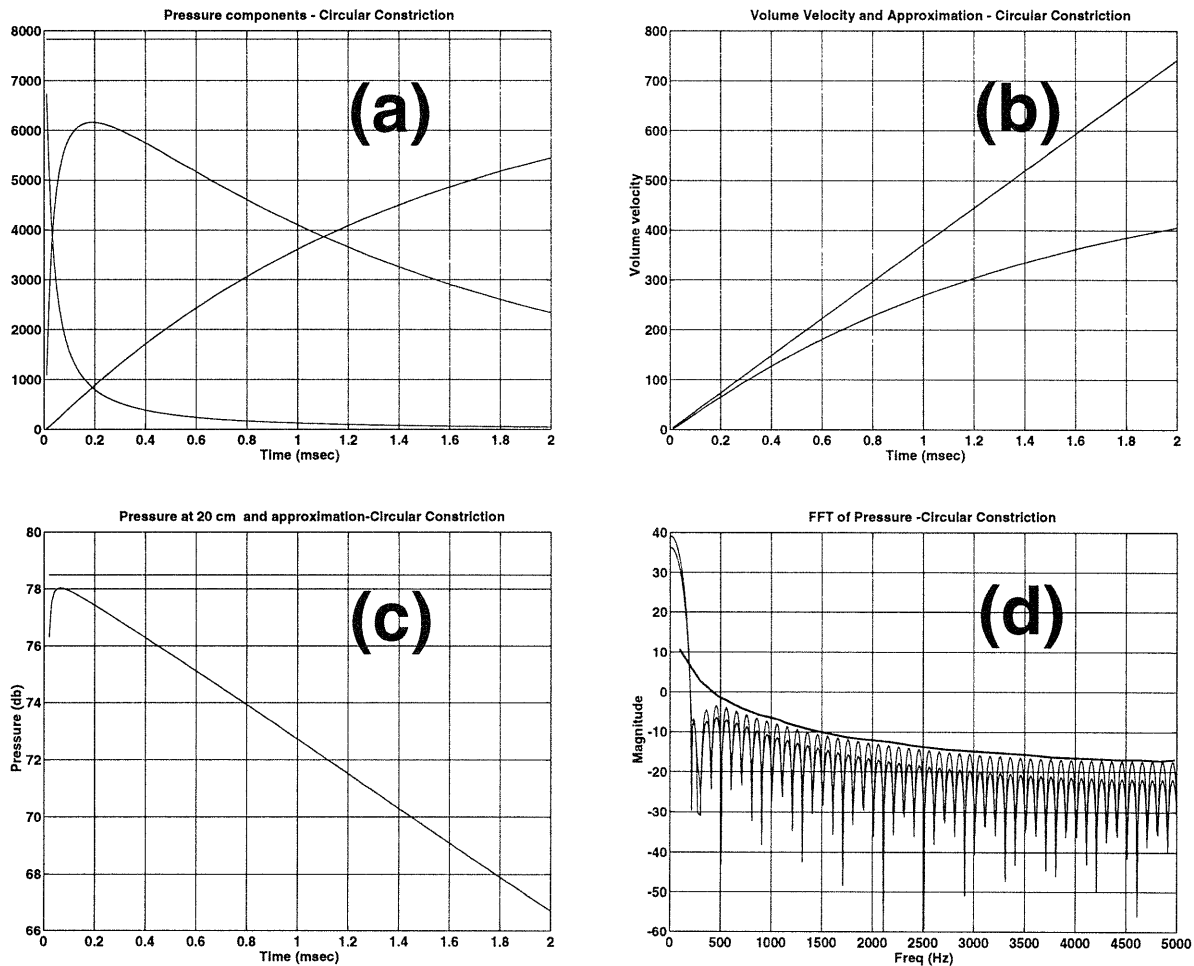 Pressure components - Circular Constriction
8000
7000
6000
5000
4000
3000
2000
1000
0
0 0.2 0.4 0.6 0.8 1 1.2 1.4 1.6 1.8 2
Time (msec)
(a)
Volume Velocity and Approximation - Circular Constriction
800
700
600
500
400
300
200
100
0
0 0.2 0.4 0.6 0.8 1 1.2 1.4 1.6 1.8 2
Time (msec)
Volume velocity
(b)
Pressure at 20 cm and approximation-Circular Constriction
80
78
76
74
72
70
68
66
0 0.2 0.4 0.6 0.8 1 1.2 1.4 1.6 1.8 2
Time (msec)
Pressure (db)
(c)
FFT of Pressure -Circular Constriction
40
30
20
10
0
-10
-20
-30
-40
-50
-60
0 500 1000 1500 2000 2500 3000 3500 4000 4500 5000
Freq (Hz)
Magnitude
(d)